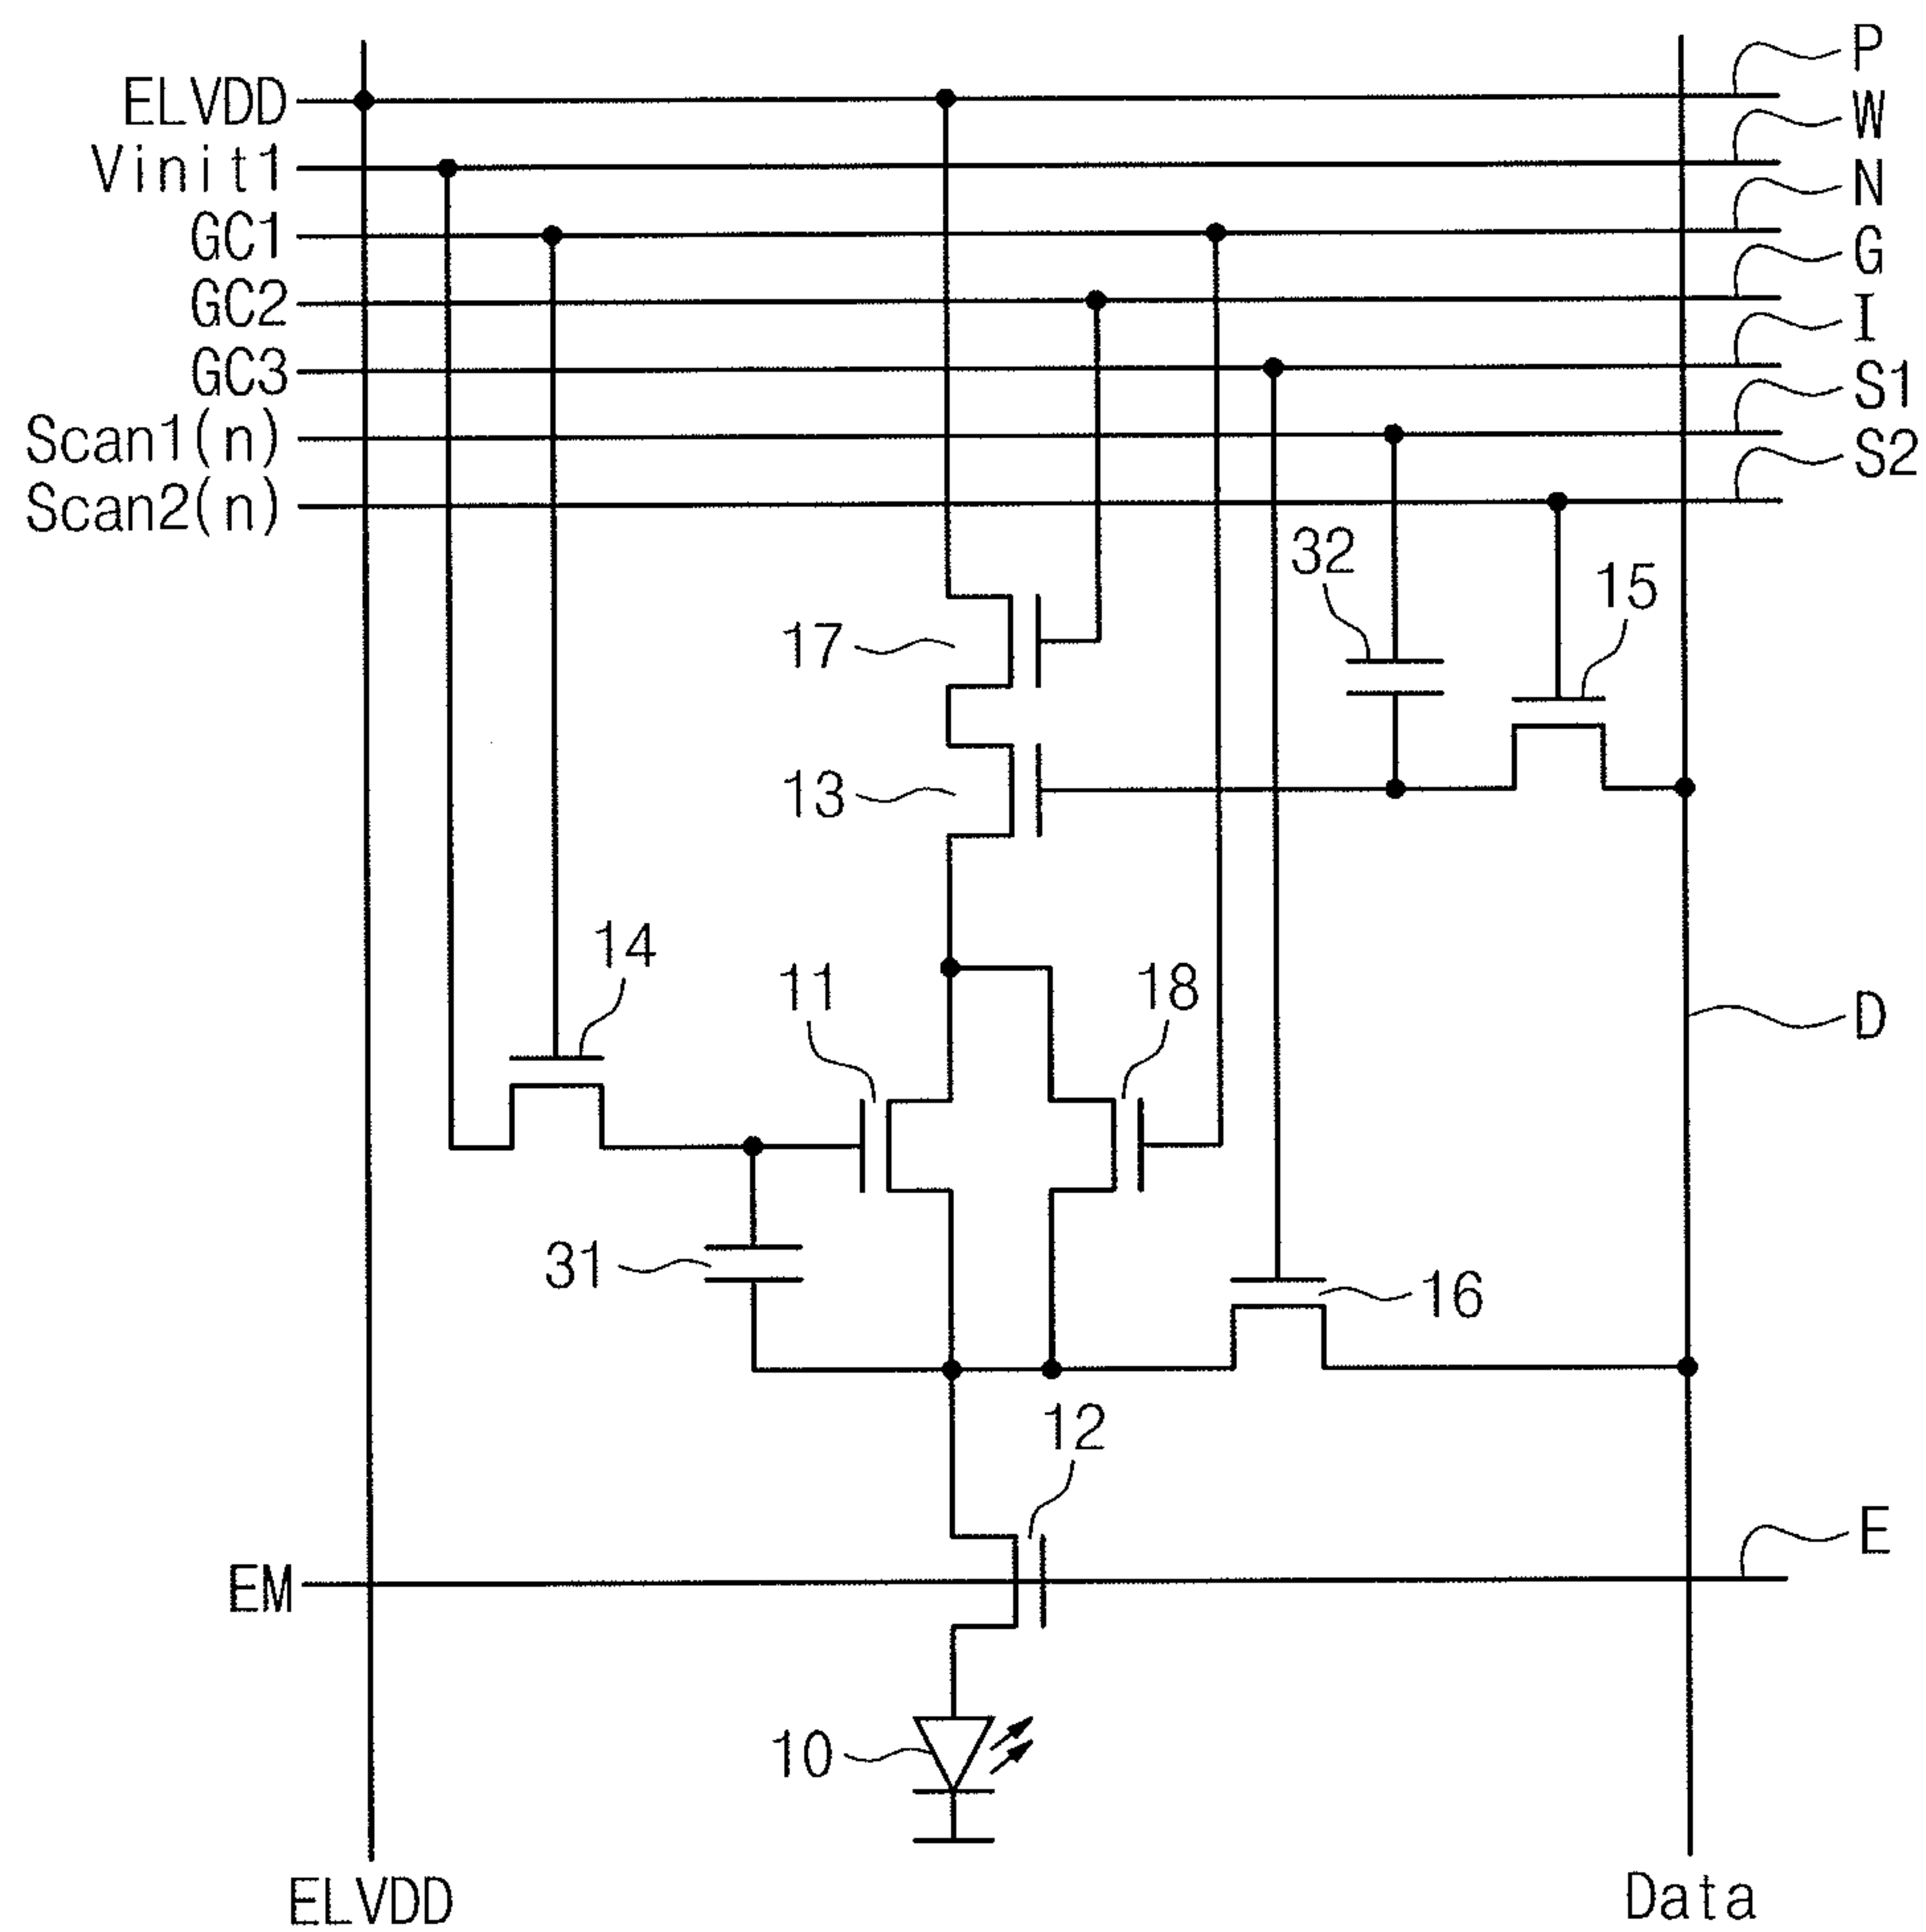 P
ELVDD
W
Vinit1
N
GC1
G
GC2
I
GC3
S1
Scan1(n)
S2
Scan2(n)
32
15
17
13
14
11
18
D
31
16
12
E
EM
10
ELVDD
Data